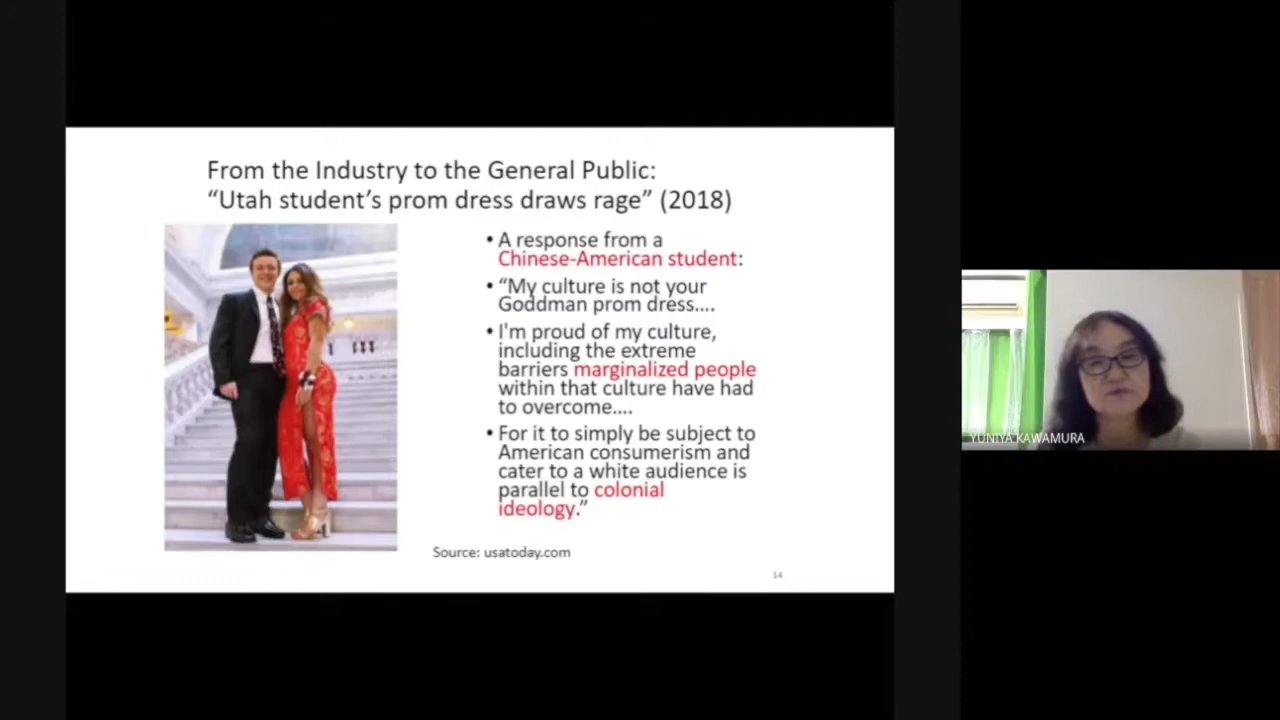 From the Industry to the General Public:
“Utah student’s prom dress draws rage” (2018)
• A response from a
Chinese-American student:
• “My culture is not your
Goddman prom dress....
• I'm proud of my culture,
including the extreme
barriers marginalized people
within that culture have had
to overcome....
• For it to simply be subject to
American consumerism and
cater to a white audience is
parallel to colonial
ideology.”
Source: usatoday.com
14
YUNIYA KAWAMURA